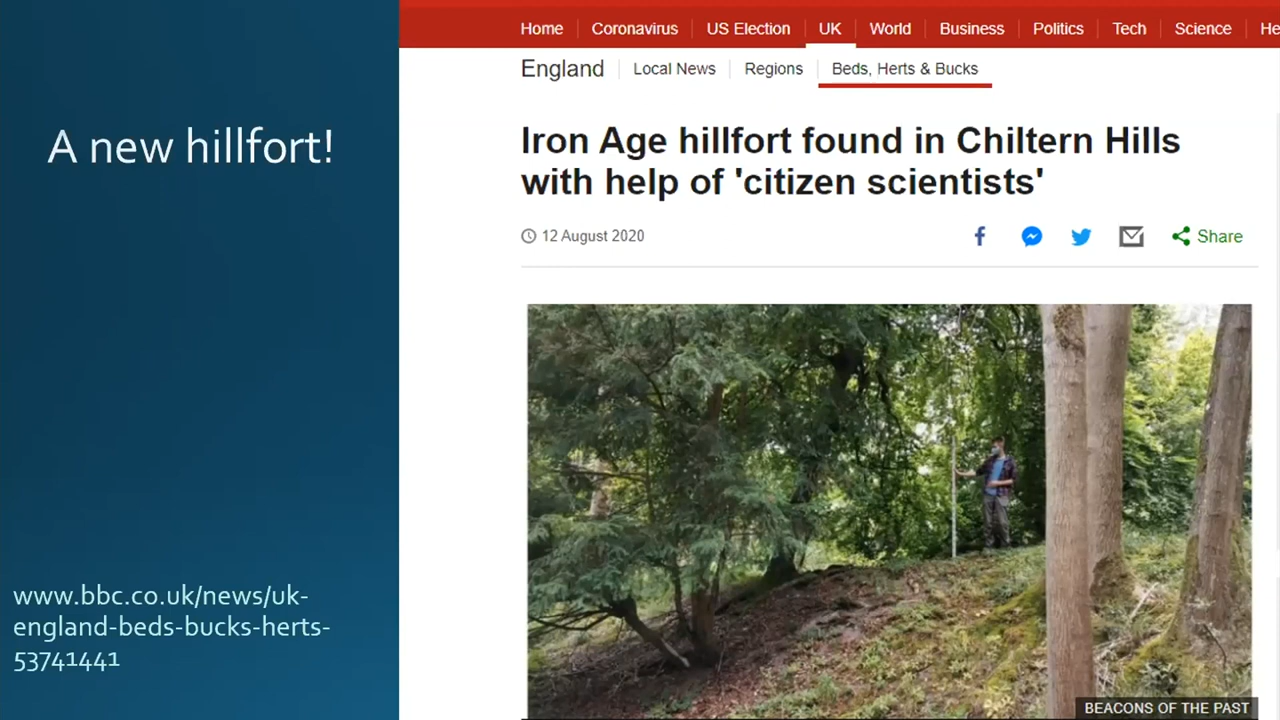 A new hillfort!
www.bbc.co.uk/news/uk-
england-beds-bucks-herts-
53741441
Home Coronavirus US Election UK World Business Politics Tech Science He
England Local News Regions Beds, Herts & Bucks
Iron Age hillfort found in Chiltern Hills
with help of 'citizen scientists'
12 August 2020
Share
BEACONS OF THE PAST